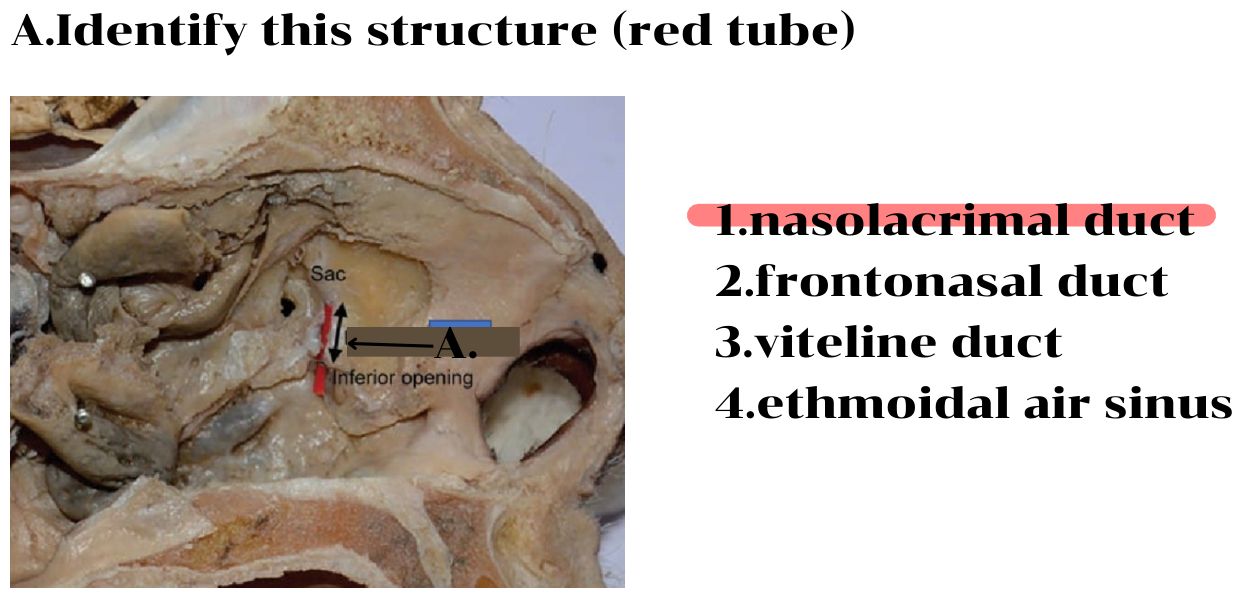 A.Identify this structure (red tube)
Sac
A.
Inferior opening
1.nasolacrimal duct
2.frontonasal duct
3.viteline duct
4.ethmoidal air sinus